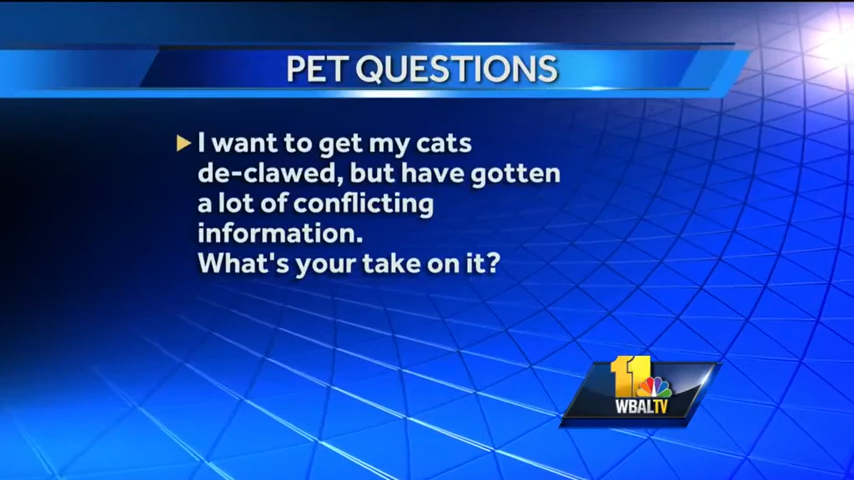 PET QUESTIONS
I want to get my cats
de-clawed, but have gotten
a lot of conflicting
information.
What's your take on it?
11
WBALTV